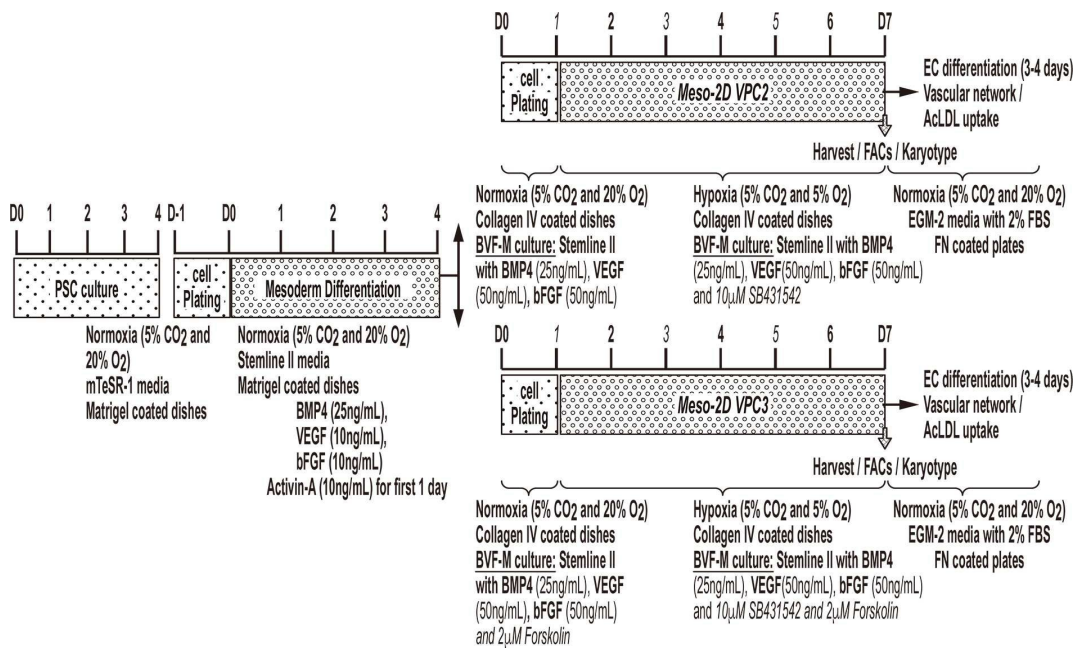 D0 1 2 3 4 D-1 D0 1 2 3 4
PSC culture
cell
Plating
Mesoderm Differentiation
Normoxia (5% CO2 and
20% O2)
mTeSR-1 media
Matrigel coated dishes
Normoxia (5% CO2 and 20% O2)
Stemline II media
Matrigel coated dishes
BMP4 (25ng/mL),
VEGF (10ng/mL),
bFGF (10ng/mL)
Activin-A (10ng/mL) for first 1 day
D0 1 2 3 4 5 6 D7
cell
Plating
Meso-2D VPC2
EC differentiation (3-4 days)
Vascular network /
AcLDL uptake
Harvest / FACs / Karyotype
Normoxia (5% CO2 and 20% O2)
Collagen IV coated dishes
BVF-M culture: Stemline II
with BMP4 (25ng/mL), VEGF
(50ng/mL), bFGF (50ng/mL)
Hypoxia (5% CO2 and 5% O2)
Collagen IV coated dishes
BVF-M culture: Stemline II with BMP4
(25ng/mL), VEGF(50ng/mL), bFGF (50ng/mL)
and 10μM SB431542
Normoxia (5% CO2 and 20% O2)
EGM-2 media with 2% FBS
FN coated plates
D0 1 2 3 4 5 6 D7
cell
Plating
Meso-2D VPC3
EC differentiation (3-4 days)
Vascular network /
AcLDL uptake
Harvest / FACs / Karyotype
Normoxia (5% CO2 and 20% O2)
Collagen IV coated dishes
BVF-M culture: Stemline II
with BMP4 (25ng/mL), VEGF
(50ng/mL), bFGF (50ng/mL)
and 2μM Forskolin
Hypoxia (5% CO2 and 5% O2)
Collagen IV coated dishes
BVF-M culture: Stemline II with BMP4
(25ng/mL), VEGF(50ng/mL), bFGF (50ng/mL)
and 10μM SB431542 and 2μM Forskolin
Normoxia (5% CO2 and 20% O2)
EGM-2 media with 2% FBS
FN coated plates